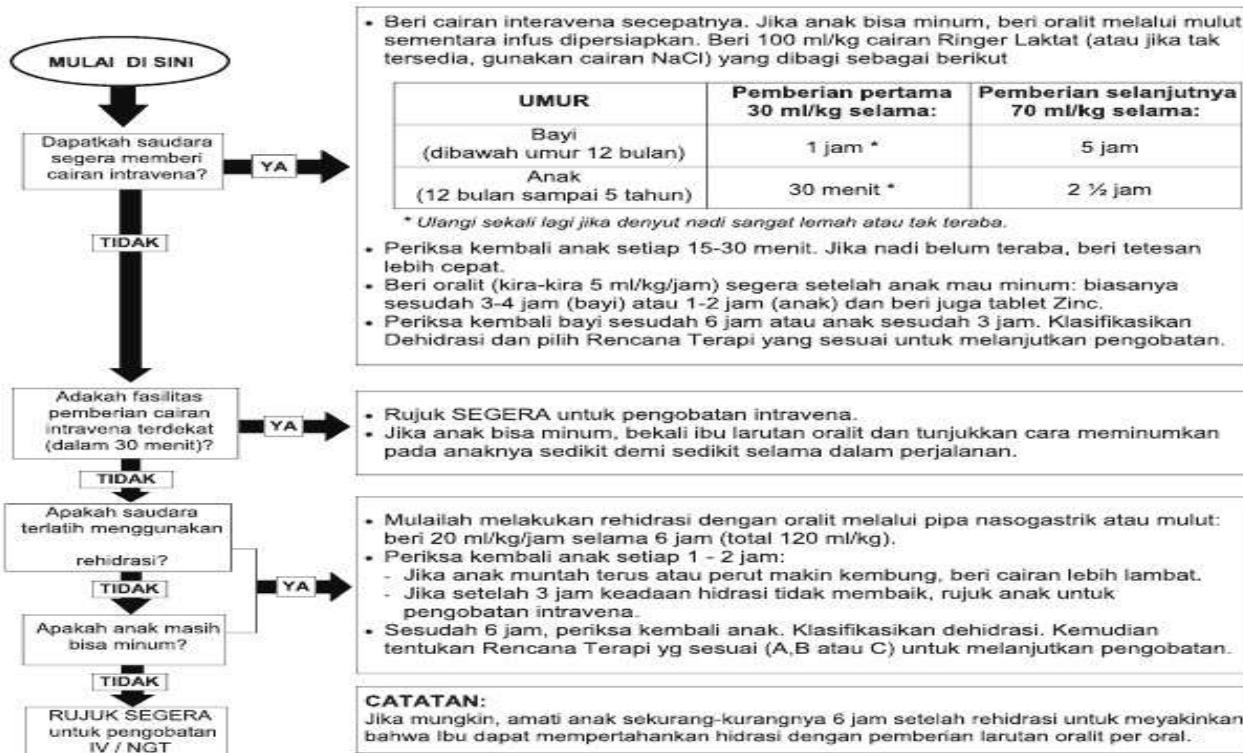 MULAI DI SINI
Dapatkah saudara
segera memberi
cairan intravena?
YA
• Beri cairan interavena secepatnya. Jika anak bisa minum, beri oralit melalui mulut
sementara infus dipersiapkan. Beri 100 ml/kg cairan Ringer Laktat (atau jika tak
tersedia, gunakan cairan NaCl) yang dibagi sebagai berikut
UMUR
Pemberian pertama
30 ml/kg selama:
Pemberian selanjutnya
70 ml/kg selama:
Bayi
(dibawah umur 12 bulan)
1 jam *
5 jam
Anak
(12 bulan sampai 5 tahun)
30 menit *
2 ½ jam
* Ulangi sekali lagi jika denyut nadi sangat lemah atau tak teraba.
• Periksa kembali anak setiap 15-30 menit. Jika nadi belum teraba, beri tetesan
lebih cepat.
• Beri oralit (kira-kira 5 ml/kg/jam) segera setelah anak mau minum: biasanya
sesudah 3-4 jam (bayi) atau 1-2 jam (anak) dan beri juga tablet Zinc.
• Periksa kembali bayi sesudah 6 jam atau anak sesudah 3 jam. Klasifikasikan
Dehidrasi dan pilih Rencana Terapi yang sesuai untuk melanjutkan pengobatan.
TIDAK
Adakah fasilitas
pemberian cairan
intravena terdekat
(dalam 30 menit)?
YA
• Rujuk SEGERA untuk pengobatan intravena.
• Jika anak bisa minum, bekali ibu larutan oralit dan tunjukkan cara meminumkan
pada anaknya sedikit demi sedikit selama dalam perjalanan.
TIDAK
Apakah saudara
terlatih menggunakan
rehidrasi?
TIDAK
Apakah anak masih
bisa minum?
YA
• Mulailah melakukan rehidrasi dengan oralit melalui pipa nasogastrik atau mulut:
beri 20 ml/kg/jam selama 6 jam (total 120 ml/kg).
• Periksa kembali anak setiap 1 - 2 jam:
- Jika anak muntah terus atau perut makin kembung, beri cairan lebih lambat.
- Jika setelah 3 jam keadaan hidrasi tidak membaik, rujuk anak untuk
pengobatan intravena.
• Sesudah 6 jam, periksa kembali anak. Klasifikasikan dehidrasi. Kemudian
tentukan Rencana Terapi yg sesuai (A,B atau C) untuk melanjutkan pengobatan.
TIDAK
RUJUK SEGERA
untuk pengobatan
IV / NGT
CATATAN:
Jika mungkin, amati anak sekurang-kurangnya 6 jam setelah rehidrasi untuk meyakinkan
bahwa Ibu dapat mempertahankan hidrasi dengan pemberian larutan oralit per oral.